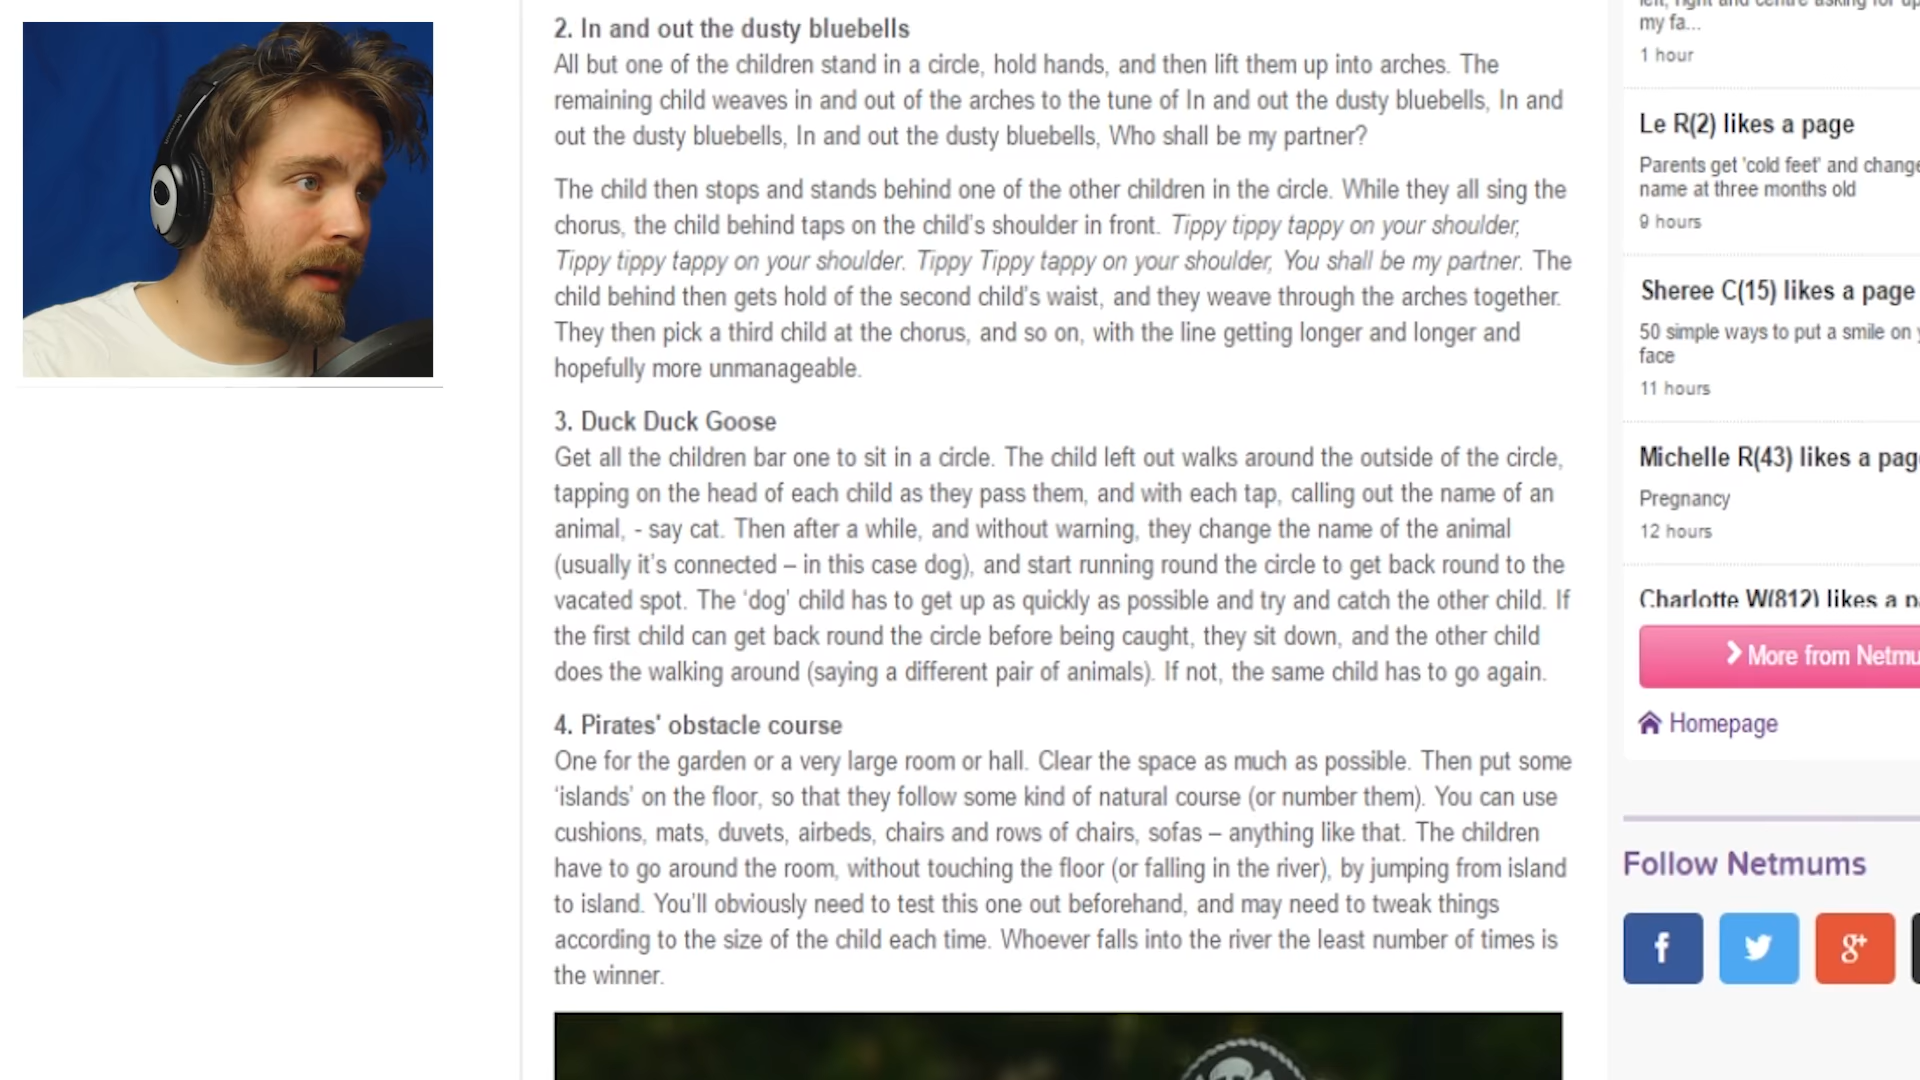 2. In and out the dusty bluebells
All but one of the children stand in a circle, hold hands, and then lift them up into arches. The
remaining child weaves in and out of the arches to the tune of In and out the dusty bluebells, In and
out the dusty bluebells, In and out the dusty bluebells, Who shall be my partner?
The child then stops and stands behind one of the other children in the circle. While they all sing the
chorus, the child behind taps on the child's shoulder in front. Tippy tippy tappy on your shoulder,
Tippy tippy tappy on your shoulder. Tippy Tippy tappy on your shoulder, You shall be my partner. The
child behind then gets hold of the second child's waist, and they weave through the arches together.
They then pick a third child at the chorus, and so on, with the line getting longer and longer and
hopefully more unmanageable.
3. Duck Duck Goose
Get all the children bar one to sit in a circle. The child left out walks around the outside of the circle,
tapping on the head of each child as they pass them, and with each tap, calling out the name of an
animal, - say cat. Then after a while, and without warning, they change the name of the animal
(usually it's connected – in this case dog), and start running round the circle to get back round to the
vacated spot. The 'dog' child has to get up as quickly as possible and try and catch the other child. If
the first child can get back round the circle before being caught, they sit down, and the other child
does the walking around (saying a different pair of animals). If not, the same child has to go again.
4. Pirates' obstacle course
One for the garden or a very large room or hall. Clear the space as much as possible. Then put some
'islands' on the floor, so that they follow some kind of natural course (or number them). You can use
cushions, mats, duvets, airbeds, chairs and rows of chairs, sofas – anything like that. The children
have to go around the room, without touching the floor (or falling in the river), by jumping from island
to island. You'll obviously need to test this one out beforehand, and may need to tweak things
according to the size of the child each time. Whoever falls into the river the least number of times is
the winner.
left, right and centre asking for up
my fa...
1 hour
Le R(2) likes a page
Parents get 'cold feet' and change
name at three months old
9 hours
Sheree C(15) likes a page
50 simple ways to put a smile on y
face
11 hours
Michelle R(43) likes a pag
Pregnancy
12 hours
Charlotte W(812) likes a p
More from Netmu
Homepage
Follow Netmums
f
g+